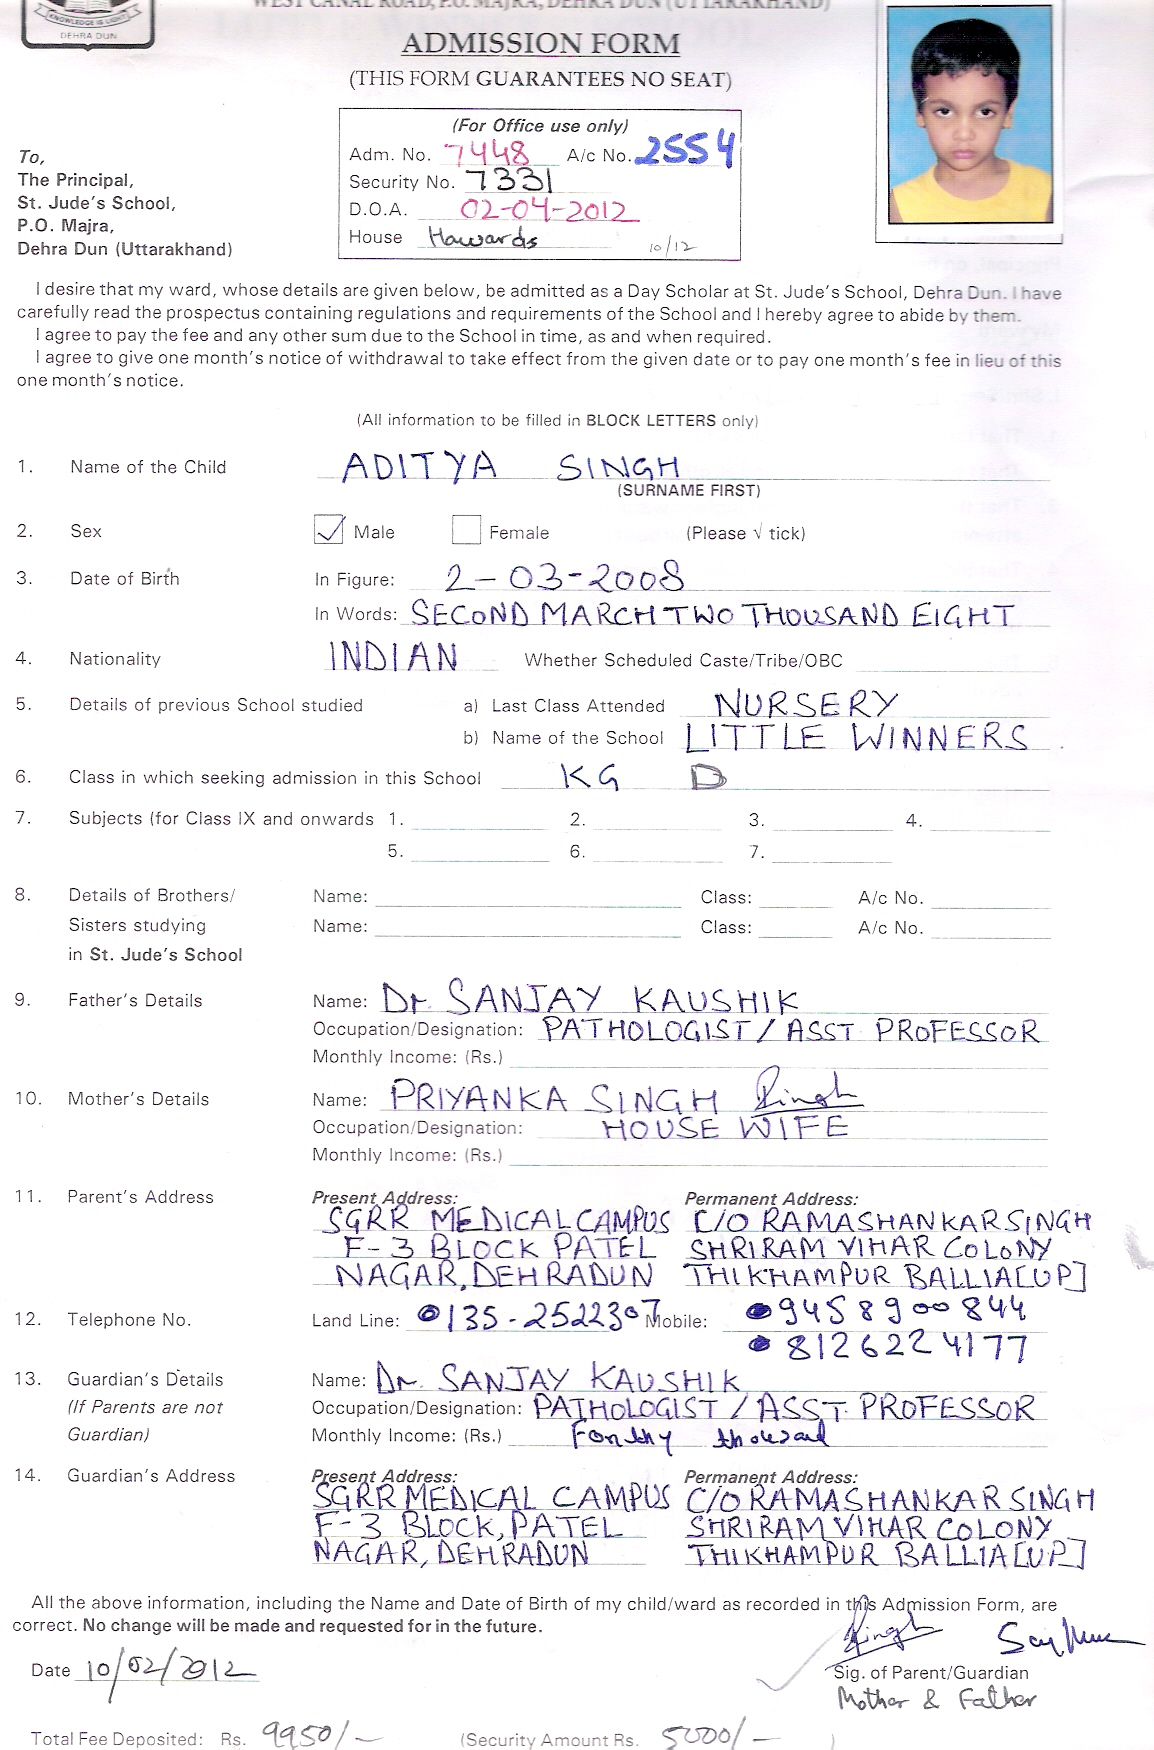 WEST CANAL ROAD, P.O. MAJRA, DEHRA DUN (UTTARAKHAND)
KNOWLEDGE IS LIGHT
DEHRA DUN
ADMISSION FORM
(THIS FORM GUARANTEES NO SEAT)
(For Office use only)
Adm. No. 7448 A/c No. 2554
Security No. 7331
D.O.A. 02-04-2012
House Howards 10/12
To,
The Principal,
St. Jude's School,
P.O. Majra,
Dehra Dun (Uttarakhand)
I desire that my ward, whose details are given below, be admitted as a Day Scholar at St. Jude's School, Dehra Dun. I have
carefully read the prospectus containing regulations and requirements of the School and I hereby agree to abide by them.
I agree to pay the fee and any other sum due to the School in time, as and when required.
I agree to give one month's notice of withdrawal to take effect from the given date or to pay one month's fee in lieu of this
one month's notice.
(All information to be filled in BLOCK LETTERS only)
1. Name of the Child ADITYA SINGH
(SURNAME FIRST)
2. Sex Male Female (Please √ tick)
3. Date of Birth In Figure: 2-03-2008
In Words: SECOND MARCH TWO THOUSAND EIGHT
4. Nationality INDIAN Whether Scheduled Caste/Tribe/OBC
5. Details of previous School studied a) Last Class Attended NURSERY
b) Name of the School LITTLE WINNERS
6. Class in which seeking admission in this School KG D
7. Subjects (for Class IX and onwards 1. 2. 3. 4.
5. 6. 7.
8. Details of Brothers/ Name: Class: A/c No.
Sisters studying Name: Class: A/c No.
in St. Jude's School
9. Father's Details Name: Dr. SANJAY KAUSHIK
Occupation/Designation: PATHOLOGIST / ASST PROFESSOR
Monthly Income: (Rs.)
10. Mother's Details Name: PRIYANKA SINGH
Occupation/Designation: HOUSE WIFE
Monthly Income: (Rs.)
11. Parent's Address Present Address: Permanent Address:
SGRR MEDICAL CAMPUS C/O RAMASHANKAR SINGH
F-3 BLOCK PATEL SHRIRAM VIHAR COLONY
NAGAR, DEHRADUN THIKHAMPUR BALLIA [UP]
12. Telephone No. Land Line: 0135-2522307 Mobile: 9458900844
8126224177
13. Guardian's Details Name: Dr. SANJAY KAUSHIK
(If Parents are not Occupation/Designation: PATHOLOGIST / ASST. PROFESSOR
Guardian) Monthly Income: (Rs.)
14. Guardian's Address Present Address: Permanent Address:
SGRR MEDICAL CAMPUS C/O RAMASHANKAR SINGH
F-3 BLOCK, PATEL SHRIRAM VIHAR COLONY
NAGAR, DEHRADUN THIKHAMPUR BALLIA [UP]
All the above information, including the Name and Date of Birth of my child/ward as recorded in this Admission Form, are
correct. No change will be made and requested for in the future.
Date 10/02/2012
Sig. of Parent/Guardian
Mother & Father
Total Fee Deposited: Rs. 9950/- (Security Amount Rs. 5000/- )